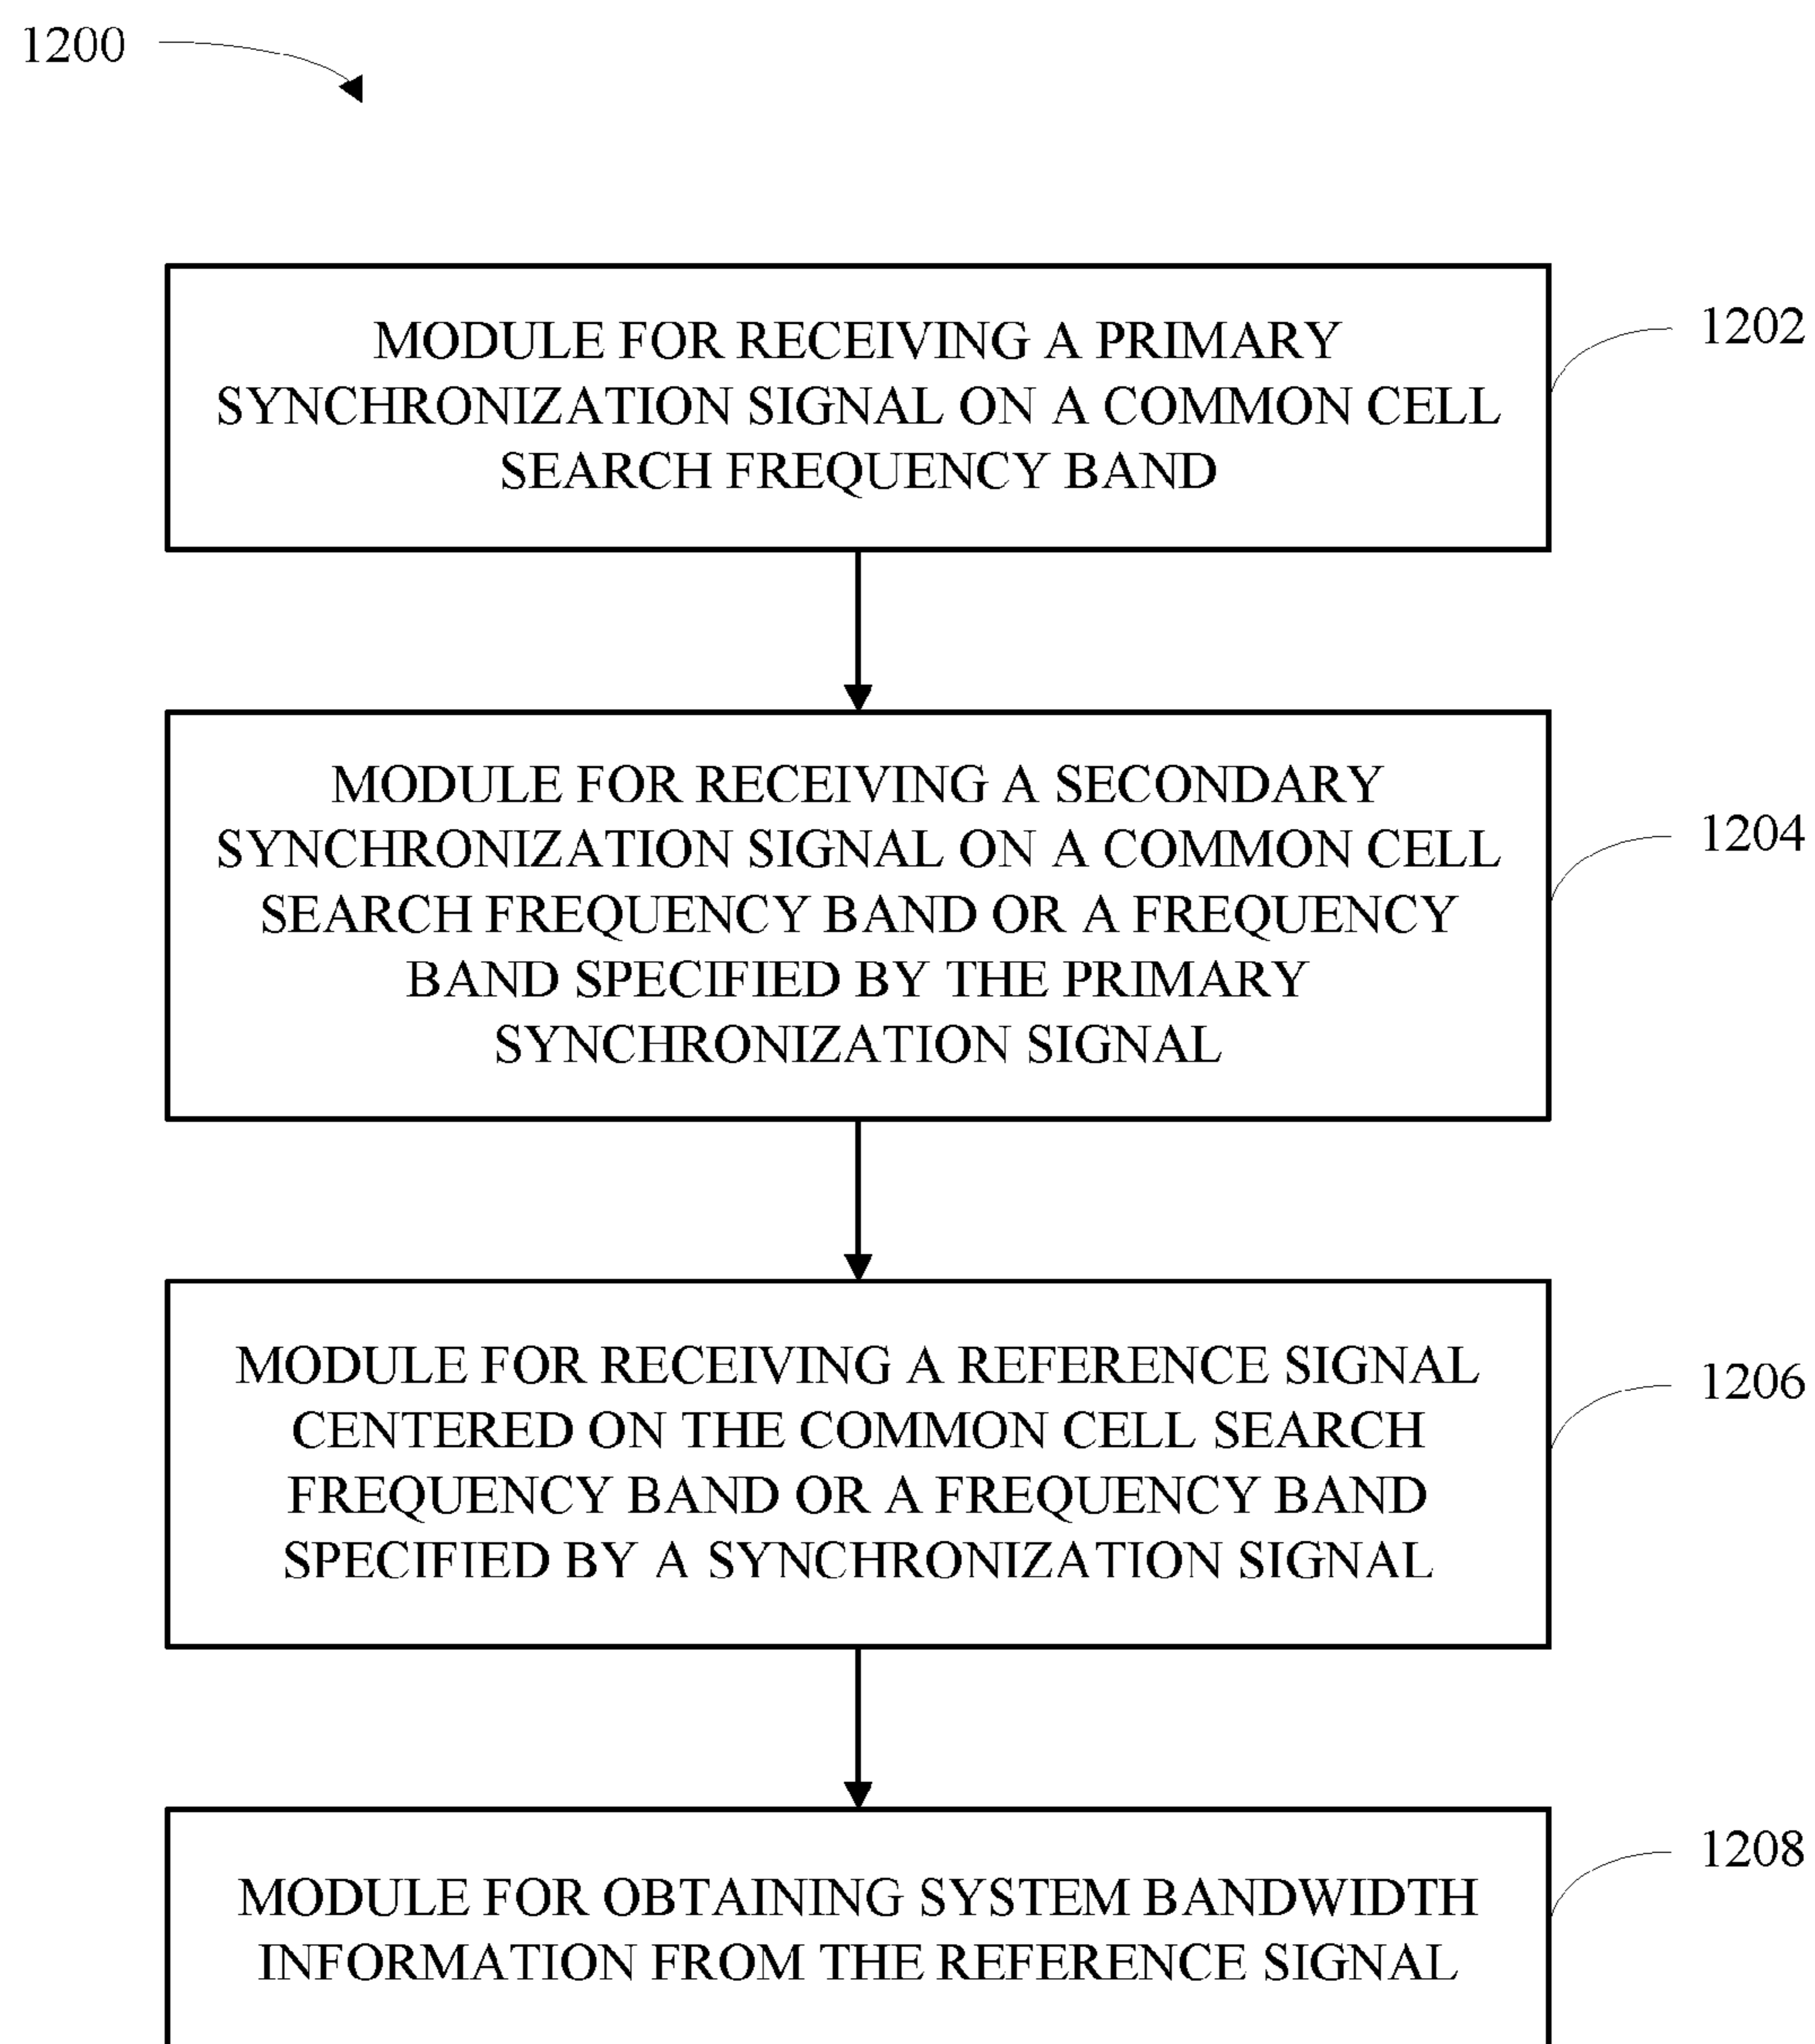 1200
MODULE FOR RECEIVING A PRIMARY
SYNCHRONIZATION SIGNAL ON A COMMON CELL
SEARCH FREQUENCY BAND
1202
MODULE FOR RECEIVING A SECONDARY
SYNCHRONIZATION SIGNAL ON A COMMON CELL
SEARCH FREQUENCY BAND OR A FREQUENCY
BAND SPECIFIED BY THE PRIMARY
SYNCHRONIZATION SIGNAL
1204
MODULE FOR RECEIVING A REFERENCE SIGNAL
CENTERED ON THE COMMON CELL SEARCH
FREQUENCY BAND OR A FREQUENCY BAND
SPECIFIED BY A SYNCHRONIZATION SIGNAL
1206
MODULE FOR OBTAINING SYSTEM BANDWIDTH
INFORMATION FROM THE REFERENCE SIGNAL
1208